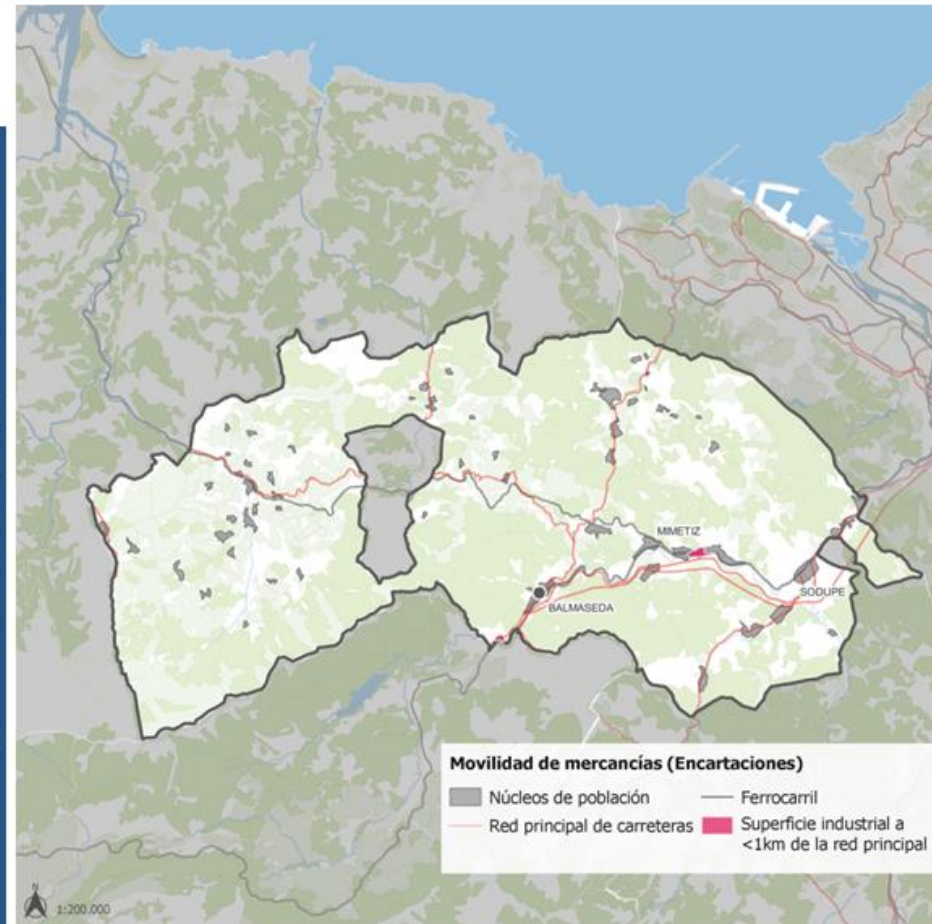 MIMETIZ
SODUPE
BALMASEDA
Movilidad de mercancías (Encartaciones)
Núcleos de población
Ferrocarril
Red principal de carreteras
Superficie industrial a
<1km de la red principal
N
1:200.000